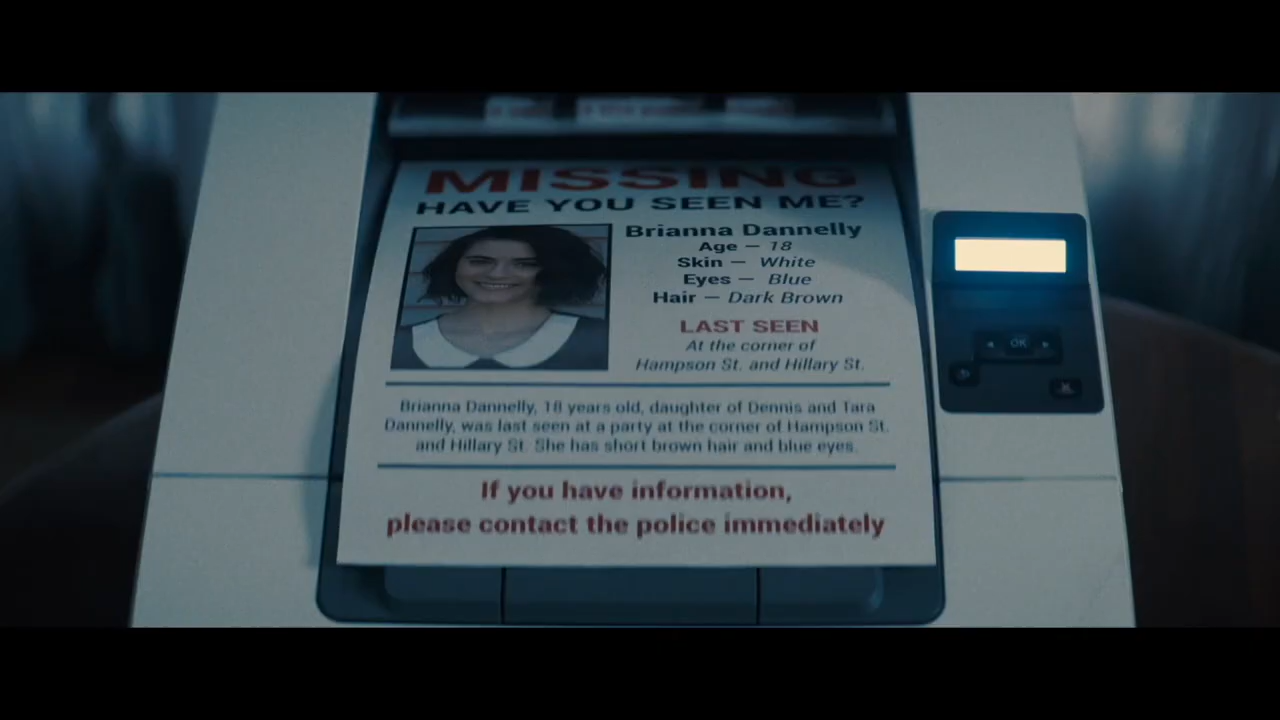 MISSING
HAVE YOU SEEN ME?
Brianna Dannelly
Age — 18
Skin — White
Eyes — Blue
Hair — Dark Brown
LAST SEEN
At the corner of
Hampson St. and Hillary St.
Brianna Dannelly, 18 years old, daughter of Dennis and Tara
Dannelly, was last seen at a party at the corner of Hampson St.
and Hillary St. She has short brown hair and blue eyes.
If you have information,
please contact the police immediately
OK